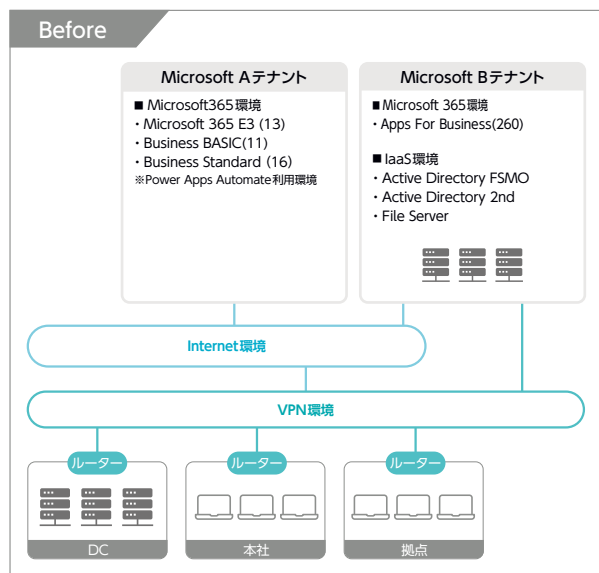 Before
Microsoft Aテナント
■ Microsoft365環境
・Microsoft 365 E3 (13)
・Business BASIC(11)
・Business Standard (16)
※Power Apps Automate利用環境
Microsoft Bテナント
■Microsoft 365環境
・Apps For Business(260)
■IaaS環境
・Active Directory FSMO
・Active Directory 2nd
・File Server
Internet環境
VPN環境
ルーター
ルーター
ルーター
DC
本社
拠点